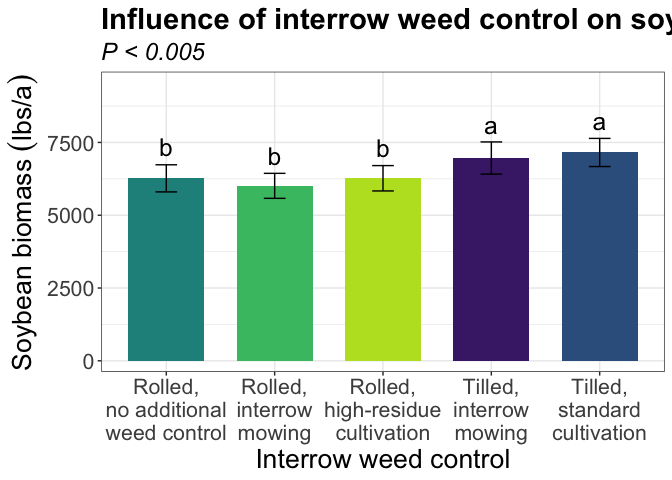 Influence of interrow weed control on soy
P < 0.005
Soybean biomass (lbs/a)
7500
5000
2500
0
b
b
b
a
a
Rolled,
no additional
weed control
Rolled,
interrow
mowing
Rolled,
high-residue
cultivation
Tilled,
interrow
mowing
Tilled,
standard
cultivation
Interrow weed control